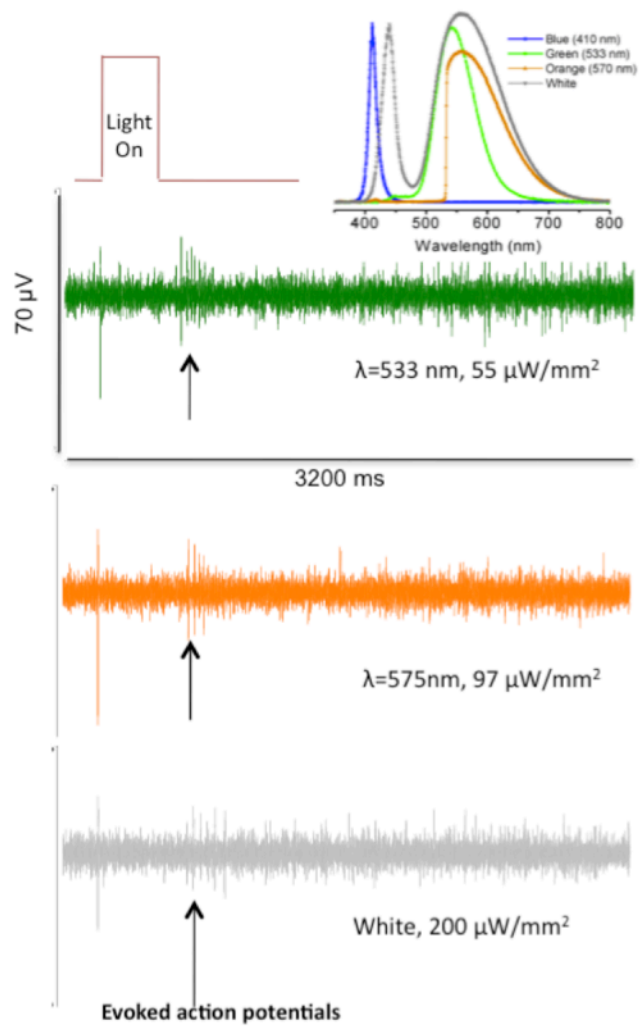 Light
On
Blue (410 nm)
Green (533 nm)
Orange (570 nm)
White
400 500 600 700 800
Wavelength (nm)
70 µV
λ=533 nm, 55 µW/mm²
3200 ms
λ=575nm, 97 µW/mm²
White, 200 µW/mm²
Evoked action potentials